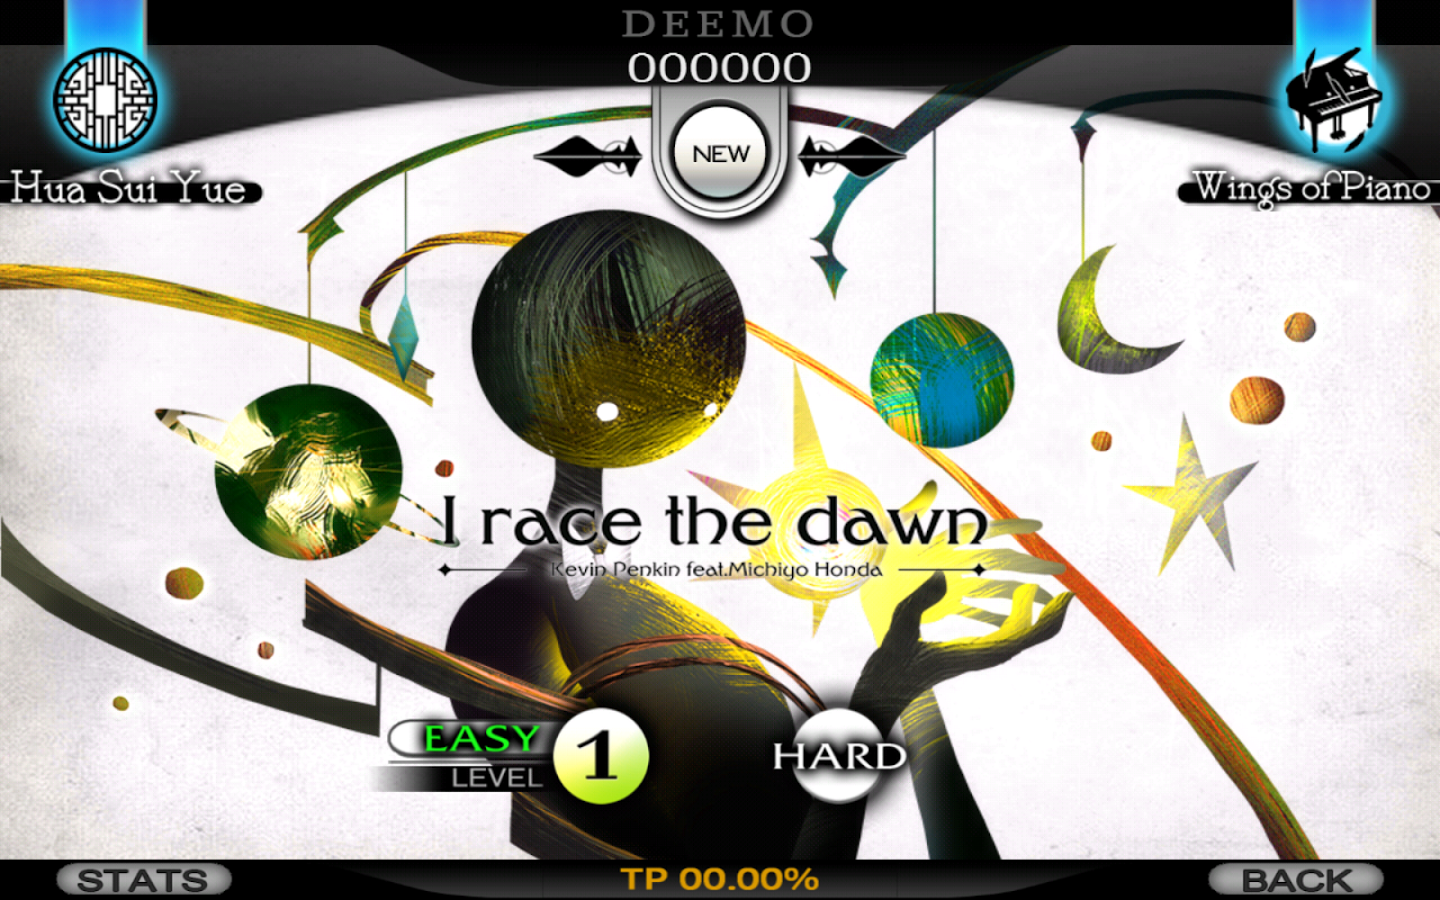 DEEMO
000000
NEW
Hua Sui Yue
Wings of Piano
I race the dawn
Kevin Penkin feat.Michiyo Honda
EASY
1
LEVEL
HARD
STATS
TP 00.00%
BACK